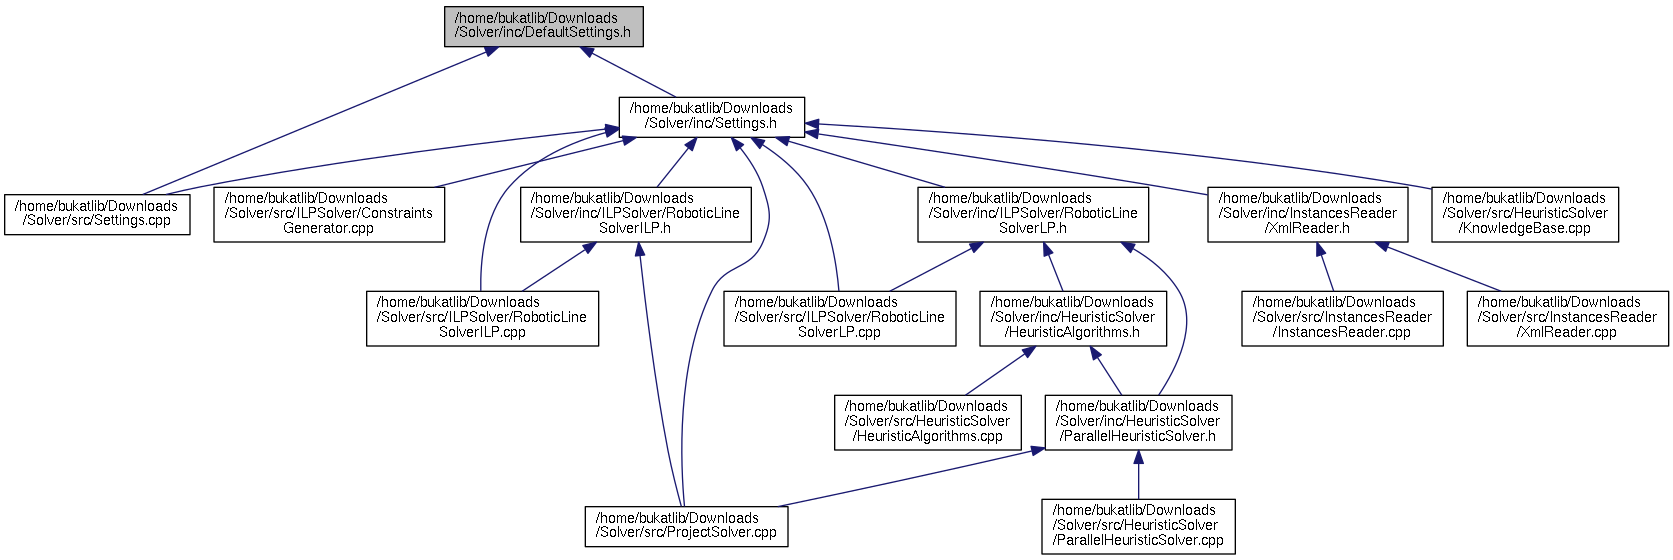 /home/bukatlib/Downloads
/Solver/inc/DefaultSettings.h
/home/bukatlib/Downloads
/Solver/inc/Settings.h
/home/bukatlib/Downloads
/Solver/src/Settings.cpp
/home/bukatlib/Downloads
/Solver/src/ILPSolver/Constraints
Generator.cpp
/home/bukatlib/Downloads
/Solver/inc/ILPSolver/RoboticLine
SolverILP.h
/home/bukatlib/Downloads
/Solver/inc/ILPSolver/RoboticLine
SolverLP.h
/home/bukatlib/Downloads
/Solver/inc/InstancesReader
/XmlReader.h
/home/bukatlib/Downloads
/Solver/src/HeuristicSolver
/KnowledgeBase.cpp
/home/bukatlib/Downloads
/Solver/src/ILPSolver/RoboticLine
SolverILP.cpp
/home/bukatlib/Downloads
/Solver/src/ILPSolver/RoboticLine
SolverLP.cpp
/home/bukatlib/Downloads
/Solver/inc/HeuristicSolver
/HeuristicAlgorithms.h
/home/bukatlib/Downloads
/Solver/src/InstancesReader
/InstancesReader.cpp
/home/bukatlib/Downloads
/Solver/src/InstancesReader
/XmlReader.cpp
/home/bukatlib/Downloads
/Solver/src/HeuristicSolver
/HeuristicAlgorithms.cpp
/home/bukatlib/Downloads
/Solver/inc/HeuristicSolver
/ParallelHeuristicSolver.h
/home/bukatlib/Downloads
/Solver/src/ProjectSolver.cpp
/home/bukatlib/Downloads
/Solver/src/HeuristicSolver
/ParallelHeuristicSolver.cpp